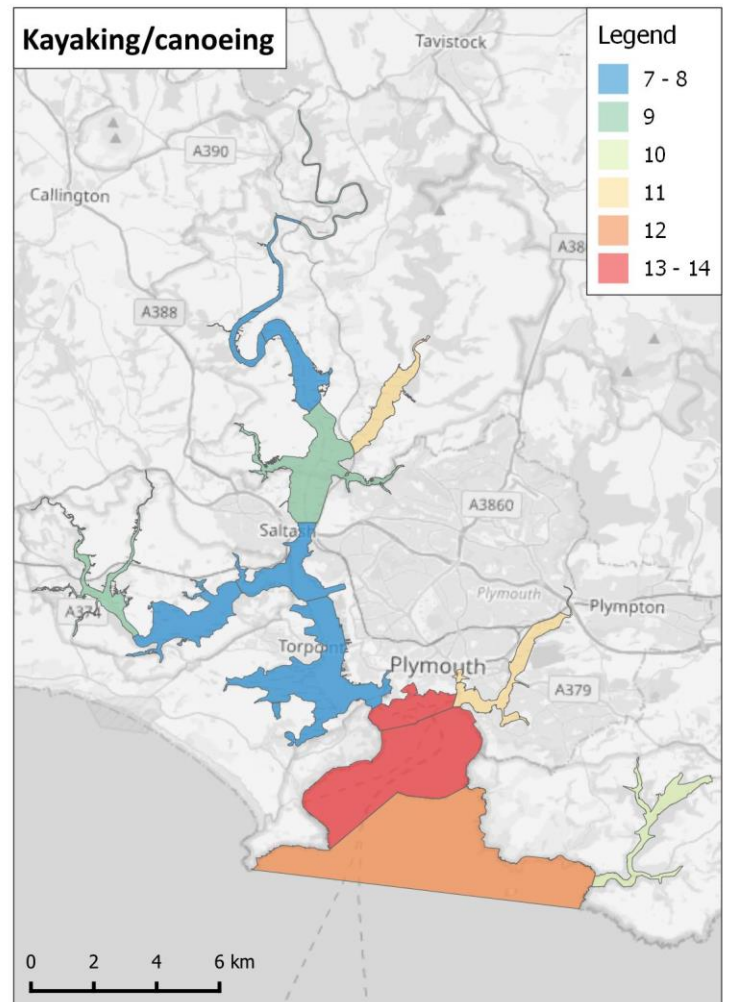 Kayaking/canoeing
Tavistock
Legend
7 - 8
9
10
11
12
13 - 14
A390
Callington
A38
A388
A3860
Saltash
Plymouth
Plympton
A374
Torpoint
Plymouth
A379
0 2 4 6 km